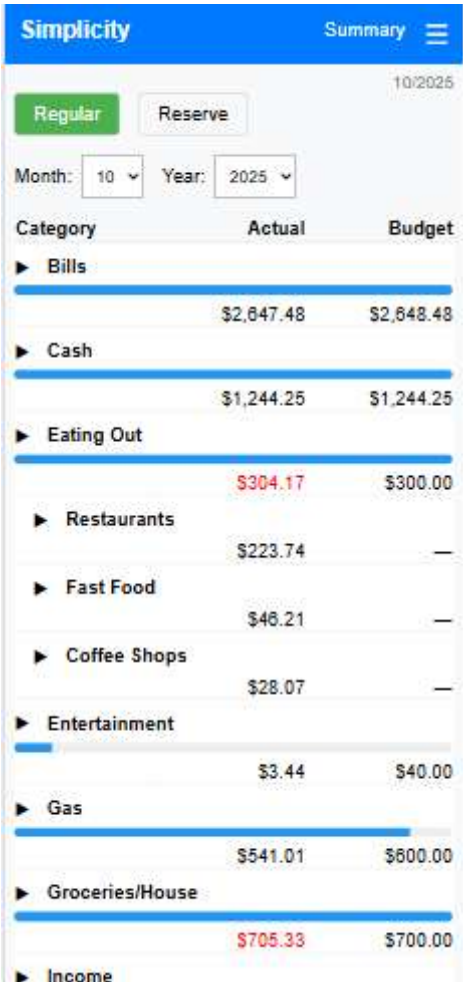 Simplicity Summary
10/2025
Regular Reserve
Month: 10 Year: 2025
Category Actual Budget
Bills
$2,647.48 $2,648.48
Cash
$1,244.25 $1,244.25
Eating Out
$304.17 $300.00
Restaurants
$223.74 —
Fast Food
$46.21 —
Coffee Shops
$28.07 —
Entertainment
$3.44 $40.00
Gas
$541.01 $600.00
Groceries/House
$705.33 $700.00
Income